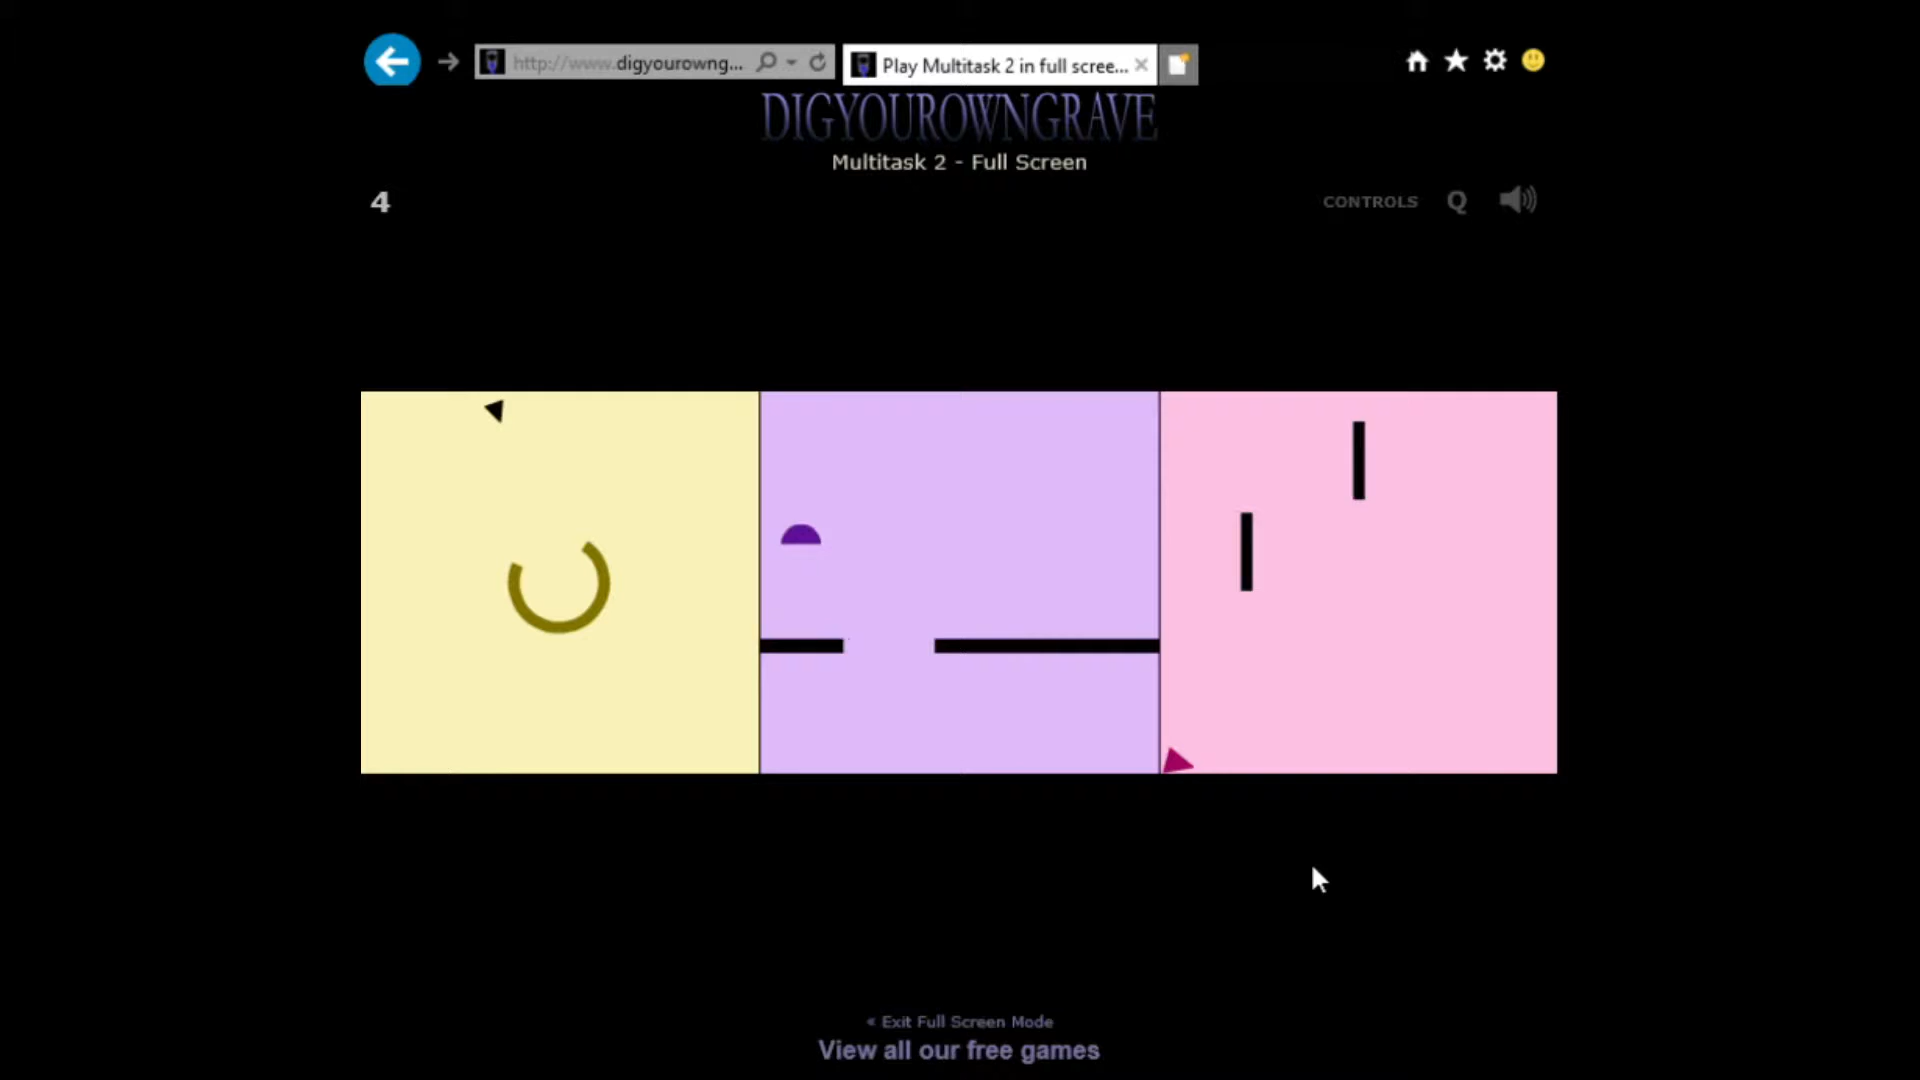 http://www.digyourowng...
Play Multitask 2 in full scree...
DIGYOUROWNGRAVE
Multitask 2 - Full Screen
4
CONTROLS Q
« Exit Full Screen Mode
View all our free games